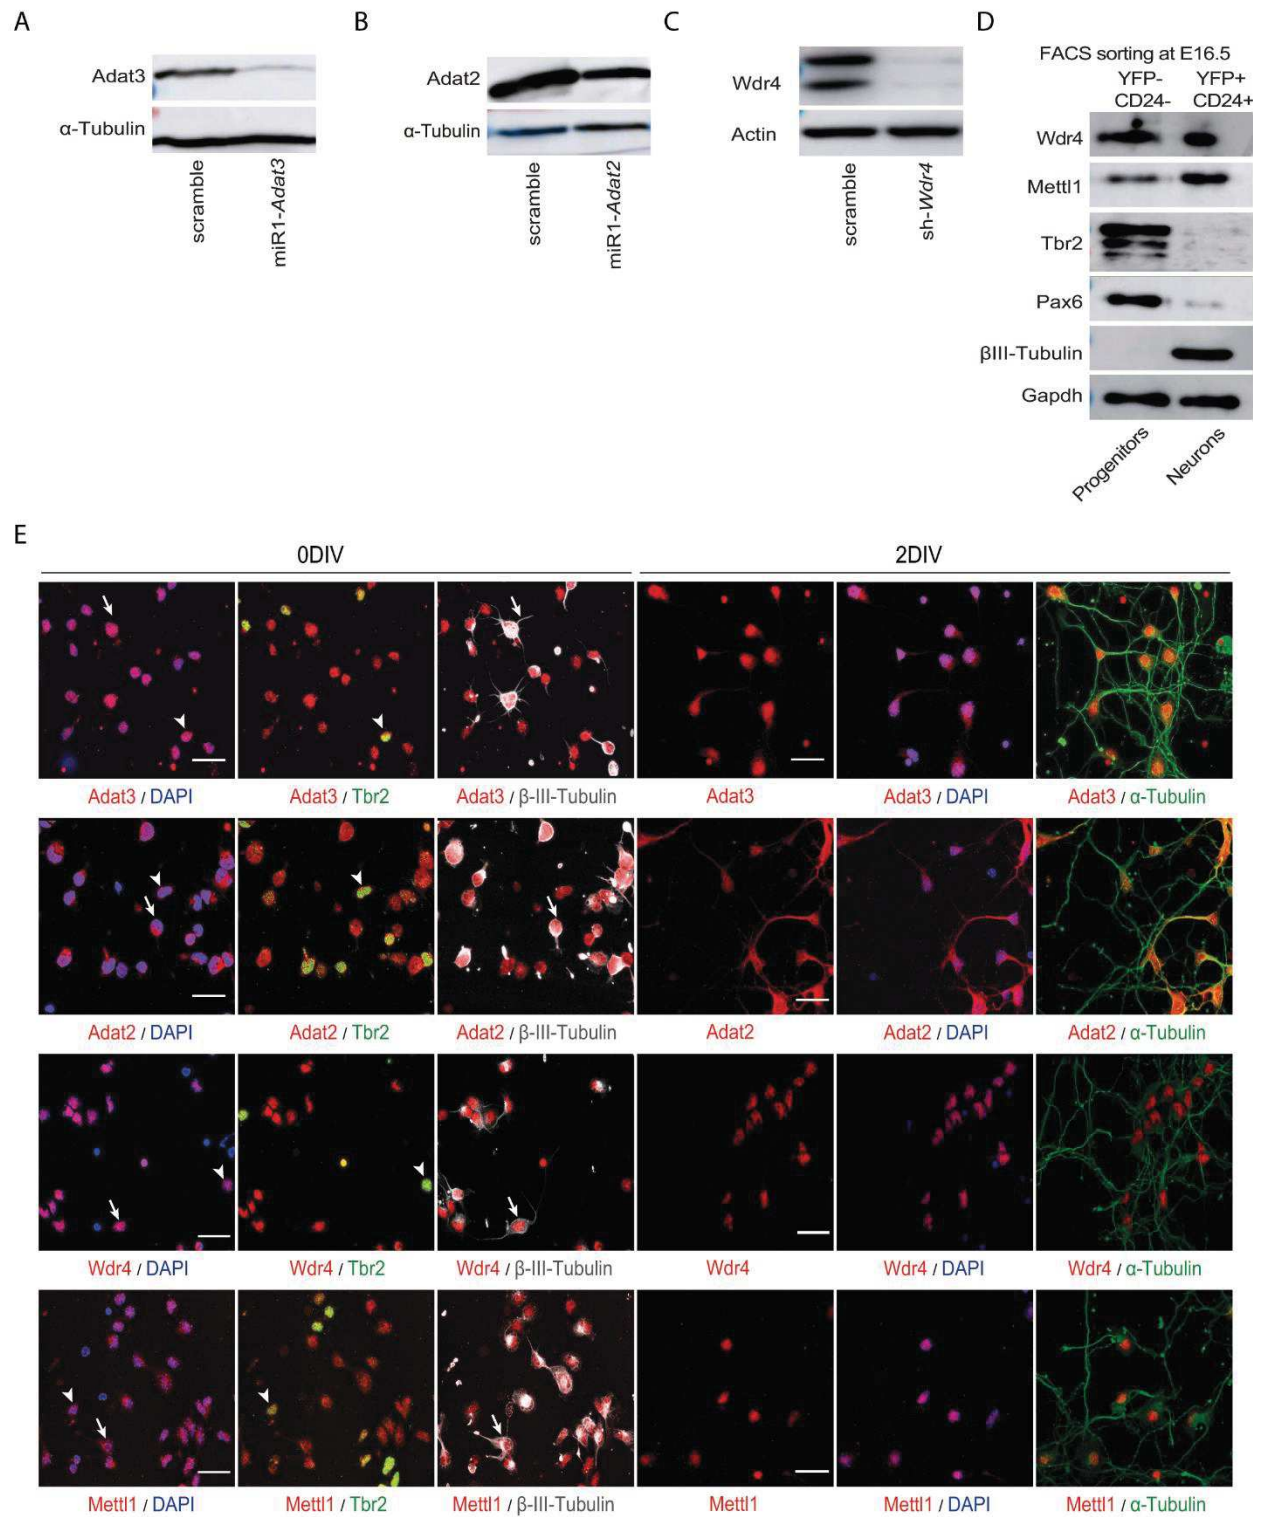 A
Adat3
α-Tubulin
scramble
miR1-Adat3
B
Adat2
α-Tubulin
scramble
miR1-Adat2
C
Wdr4
Actin
scramble
sh-Wdr4
D
FACS sorting at E16.5
YFP- YFP+
CD24- CD24+
Wdr4
Mettl1
Tbr2
Pax6
βIII-Tubulin
Gapdh
Progenitors
Neurons
E
0DIV 2DIV
Adat3 / DAPI Adat3 / Tbr2 Adat3 / β-III-Tubulin Adat3 Adat3 / DAPI Adat3 / α-Tubulin
Adat2 / DAPI Adat2 / Tbr2 Adat2 / β-III-Tubulin Adat2 Adat2 / DAPI Adat2 / α-Tubulin
Wdr4 / DAPI Wdr4 / Tbr2 Wdr4 / β-III-Tubulin Wdr4 Wdr4 / DAPI Wdr4 / α-Tubulin
Mettl1 / DAPI Mettl1 / Tbr2 Mettl1 / β-III-Tubulin Mettl1 Mettl1 / DAPI Mettl1 / α-Tubulin